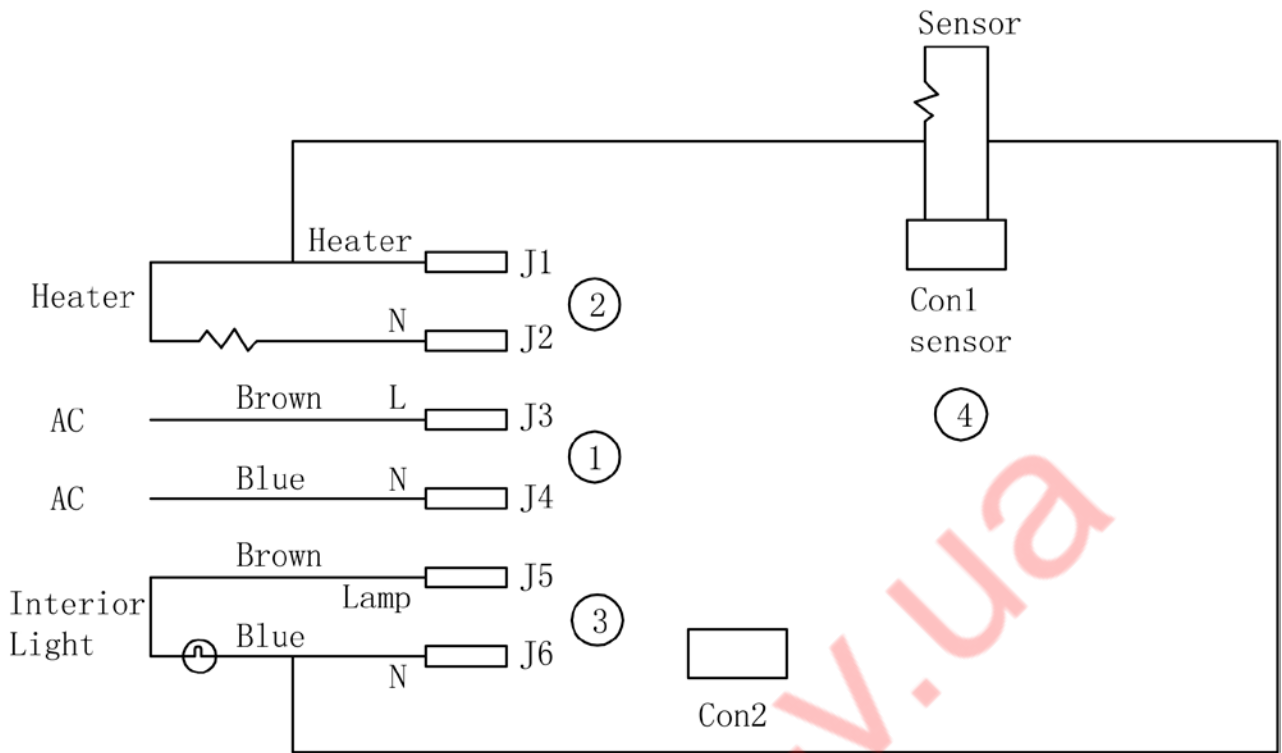 Sensor
Heater
J1
Heater
2
N
J2
Con1
sensor
Brown
L
AC
J3
4
1
Blue
N
AC
J4
Brown
J5
Interior
Light
Lamp
3
Blue
J6
N
Con2
v.ua